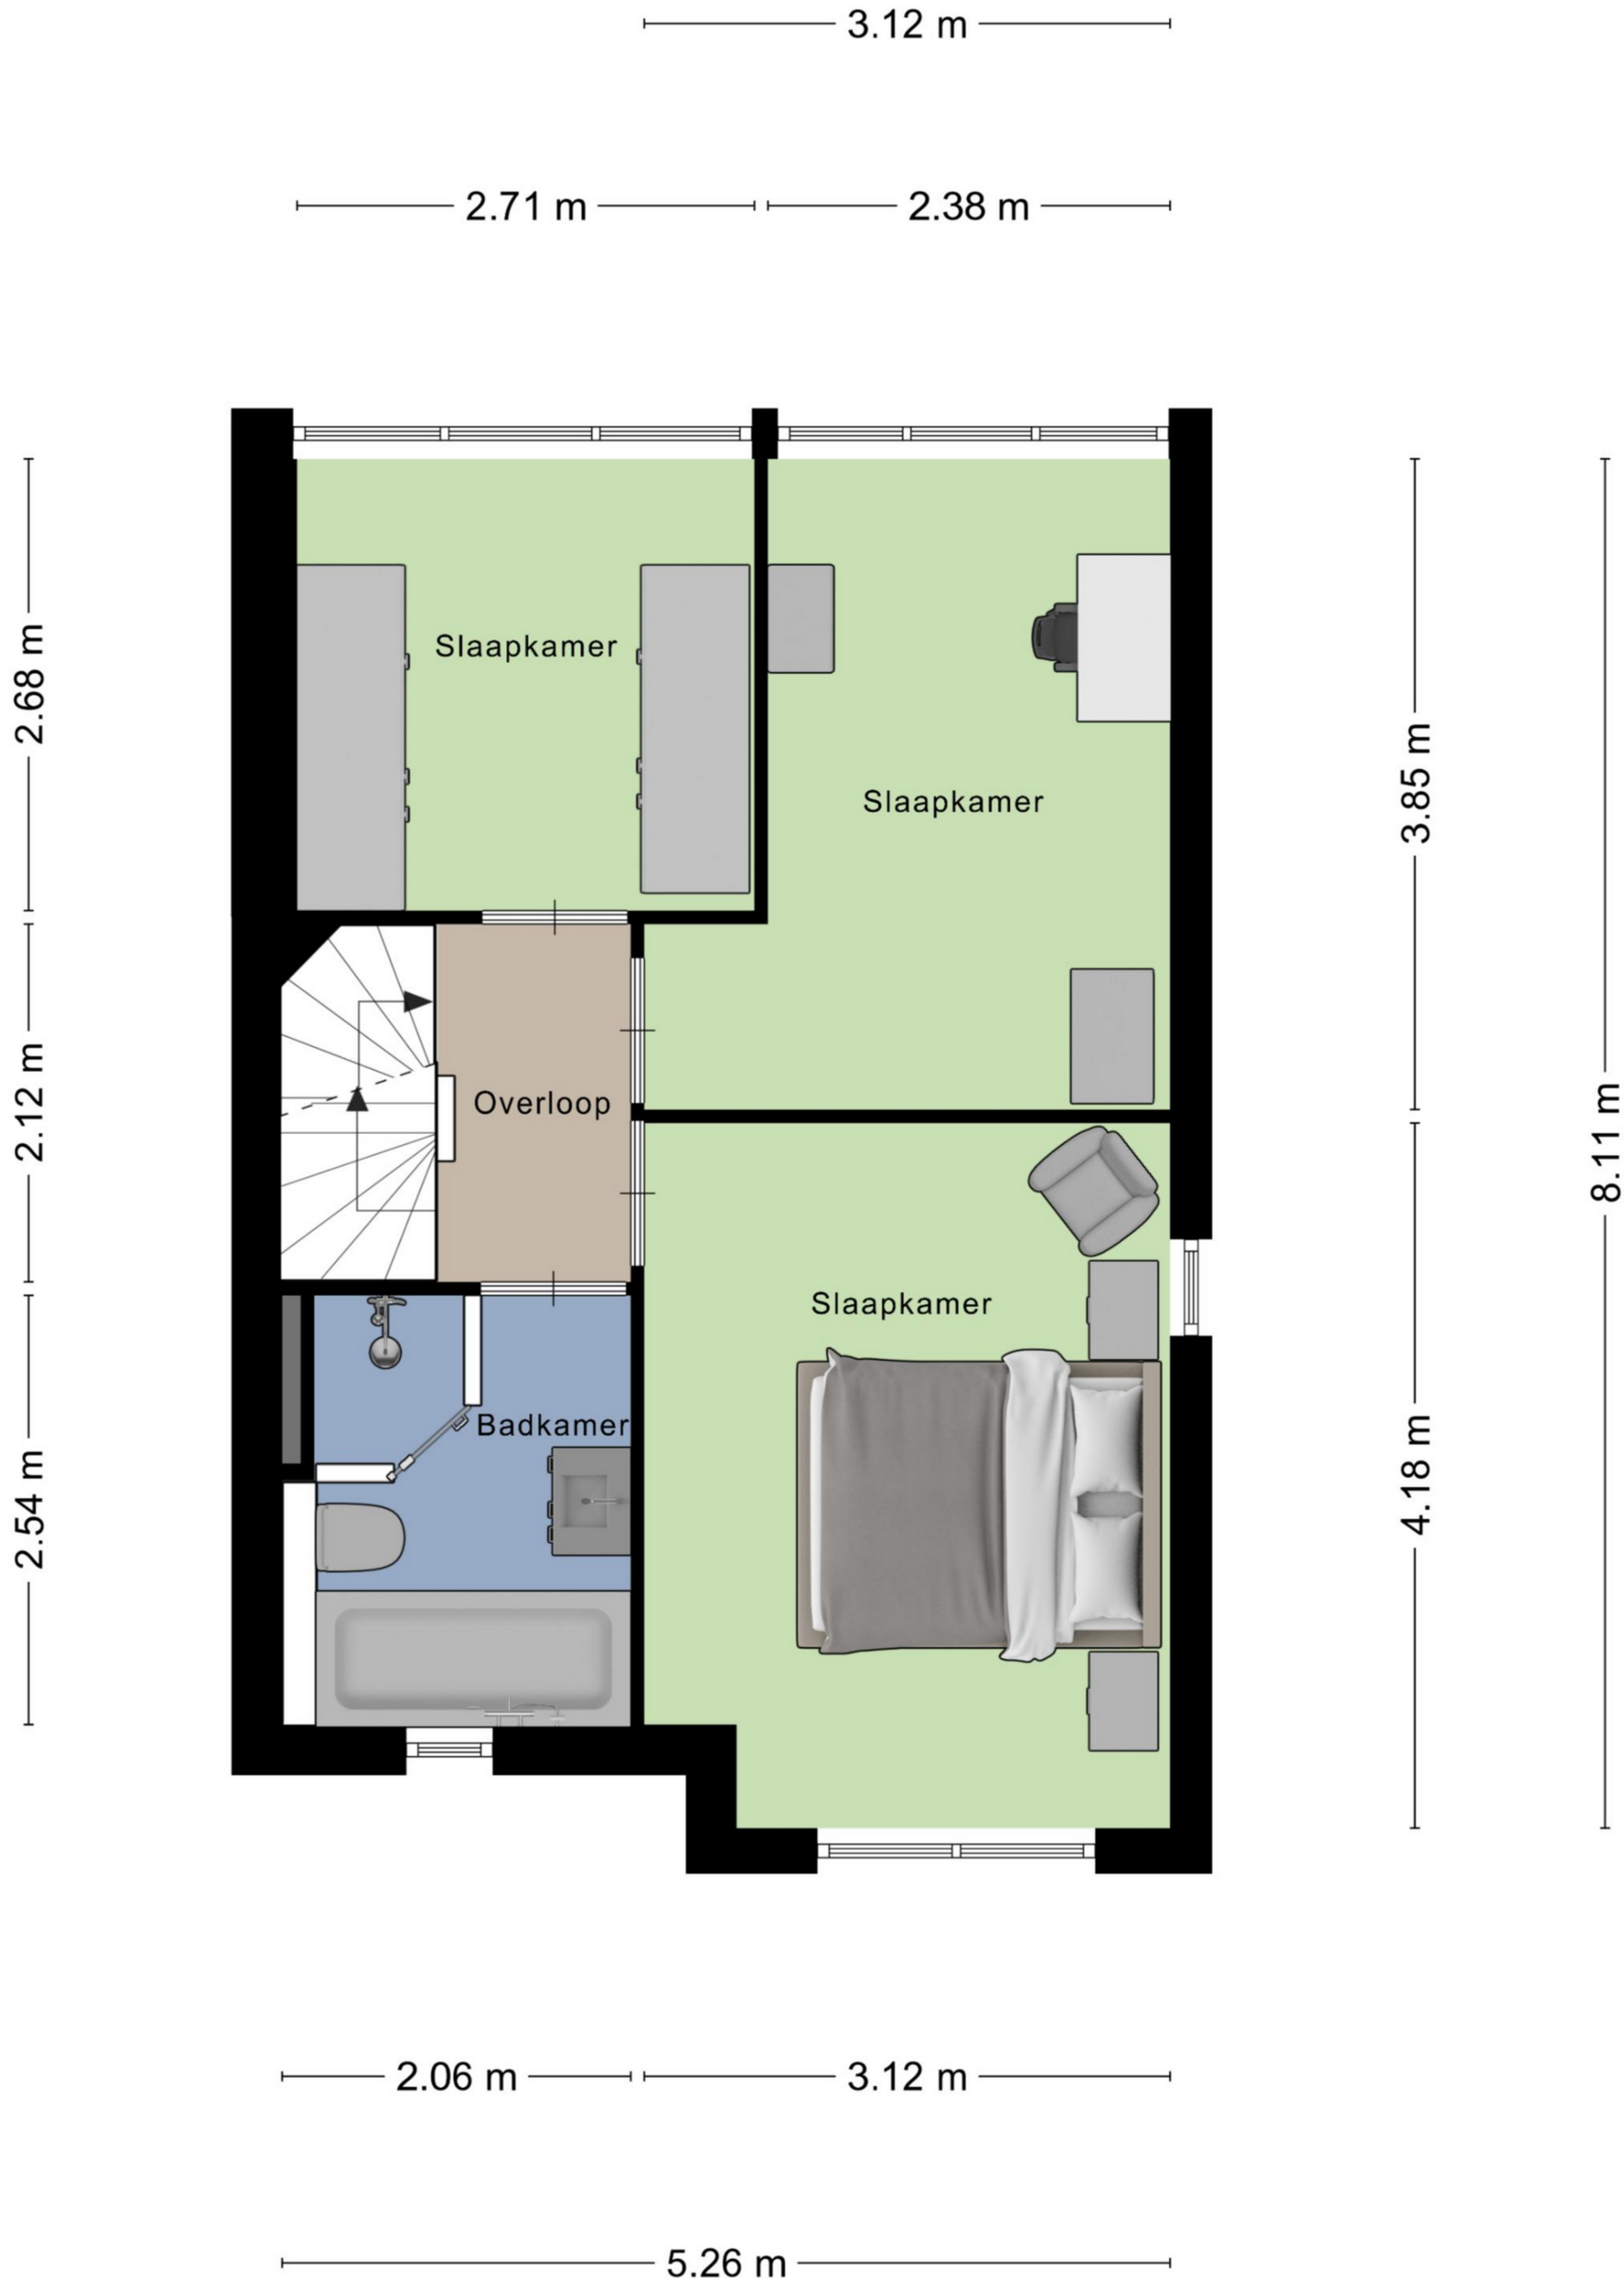 3.12 m
2.71 m
2.38 m
2.68 m
Slaapkamer
Slaapkamer
3.85 m
2.12 m
Overloop
8.11 m
Slaapkamer
Badkamer
2.54 m
4.18 m
2.06 m
3.12 m
5.26 m